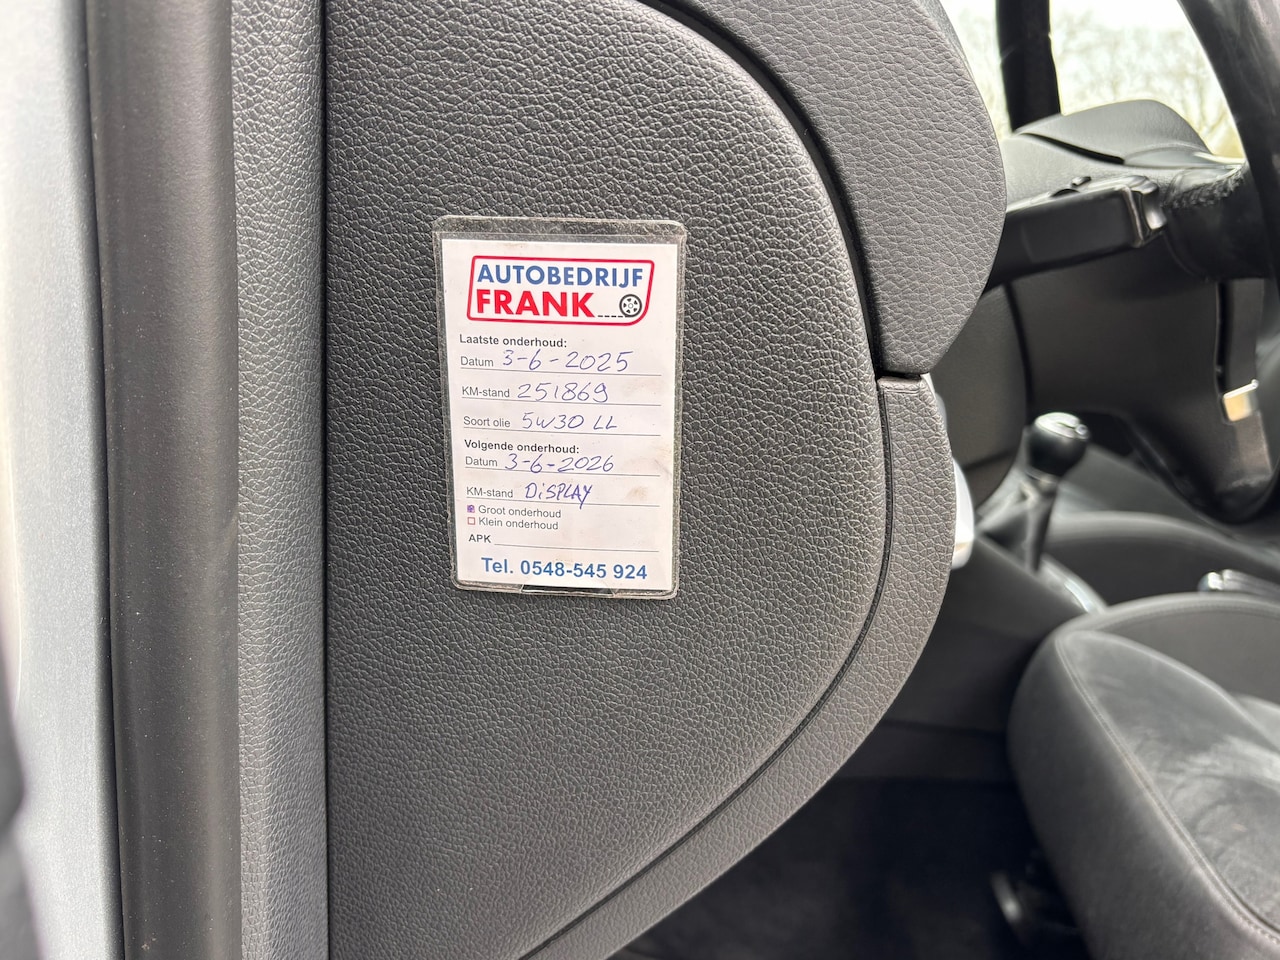 AUTOBEDRIJF
FRANK
Laatste onderhoud:
Datum 3-6-2025
KM-stand 251869
Soort olie 5W30 LL
Volgende onderhoud:
Datum 3-6-2026
KM-stand DiSPLAY
Groot onderhoud
Klein onderhoud
APK
Tel. 0548-545 924